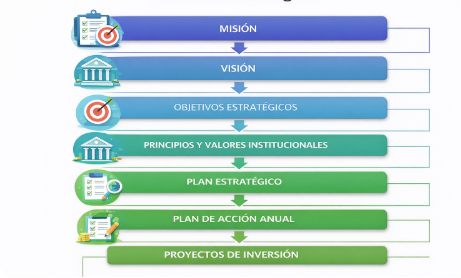 MISIÓN
VISIÓN
OBJETIVOS ESTRATÉGICOS
PRINCIPIOS Y VALORES INSTITUCIONALES
PLAN ESTRATÉGICO
PLAN DE ACCIÓN ANUAL
PROYECTOS DE INVERSIÓN